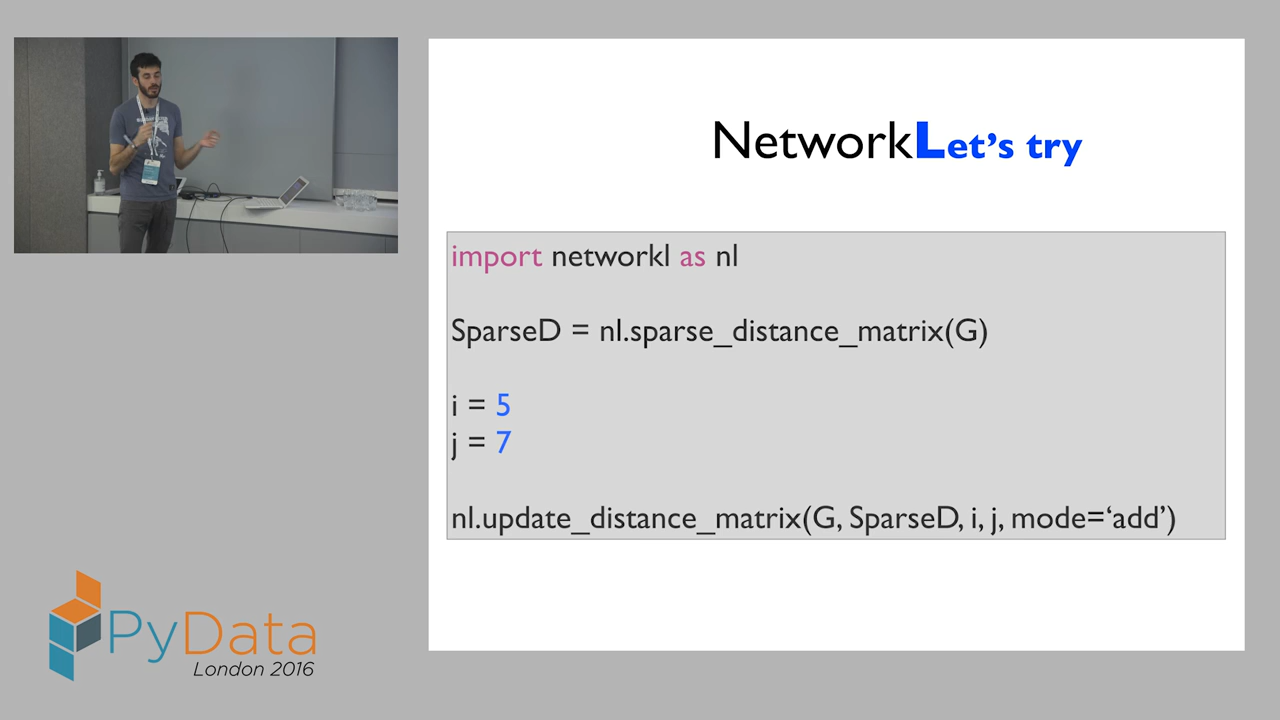 NetworkLet's try
import networkl as nl
SparseD = nl.sparse_distance_matrix(G)
i = 5
j = 7
nl.update_distance_matrix(G, SparseD, i, j, mode=‘add’)
PyData
London 2016